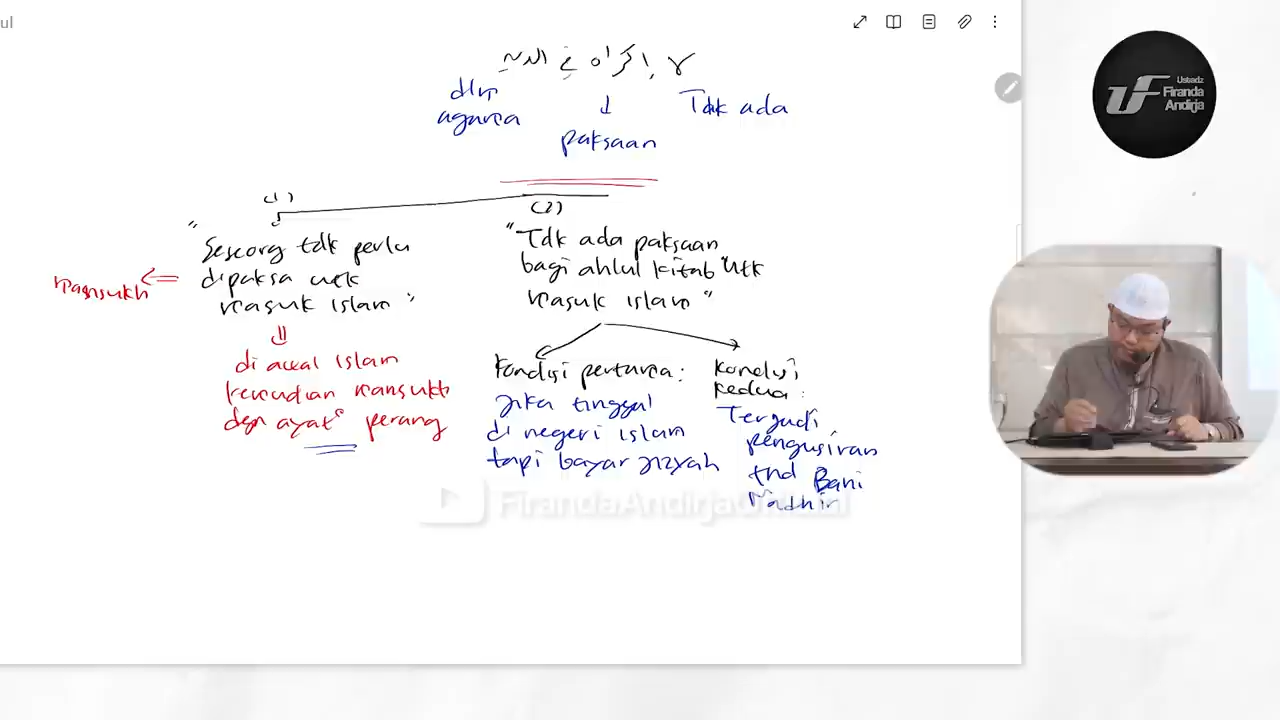 ul
لا إكراه في الدين
dlm
agama
paksaan
Tdk ada
Ustadz
Firanda
Andirja
(1)
"Seseorg tdk perlu
dipaksa utk
masuk islam"
mansukh
di awal islam
kemudian mansukh
dgn ayat² perang
(2)
"Tdk ada paksaan
bagi ahlul kitab utk
masuk islam"
Kondisi pertama:
jika tinggal
di negeri islam
tapi bayar jizyah
kondisi
kedua:
Terjadi
pengusiran
thd Bani
Nadhir
FirandaAndirjaOfficial